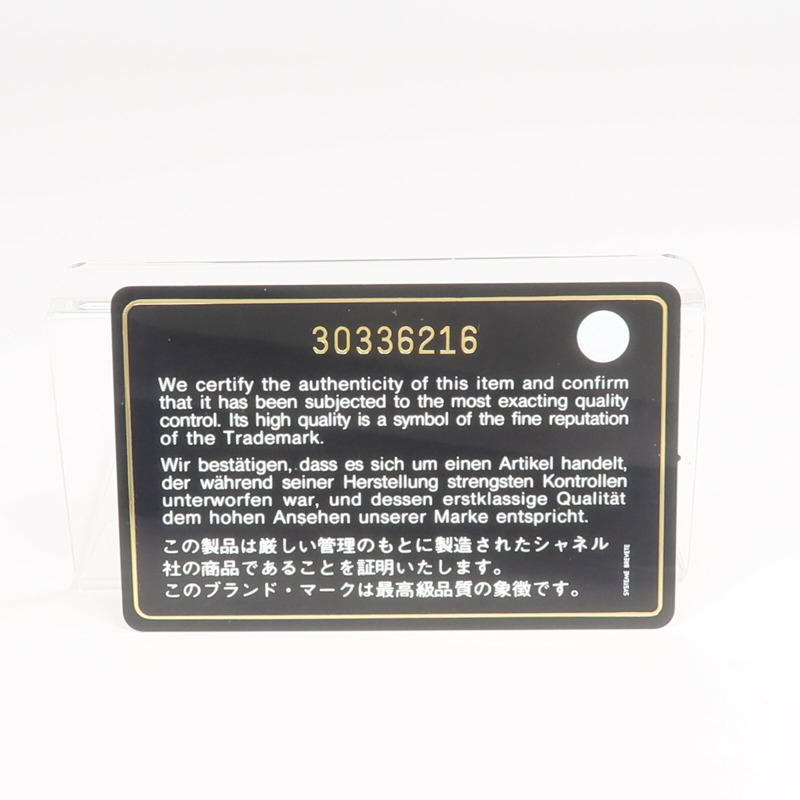 30336216
We certify the authenticity of this item and confirm
that it has been subjected to the most exacting quality
control. Its high quality is a symbol of the fine reputation
of the Trademark.
Wir bestätigen, dass es sich um einen Artikel handelt,
der während seiner Herstellung strengsten Kontrollen
unterworfen war, und dessen erstklassige Qualität
dem hohen Ansehen unserer Marke entspricht.
この製品は厳しい管理のもとに製造されたシャネル
社の商品であることを証明いたします。
このブランド・マークは最高級品質の象徴です。
SYSTEME BREVETE